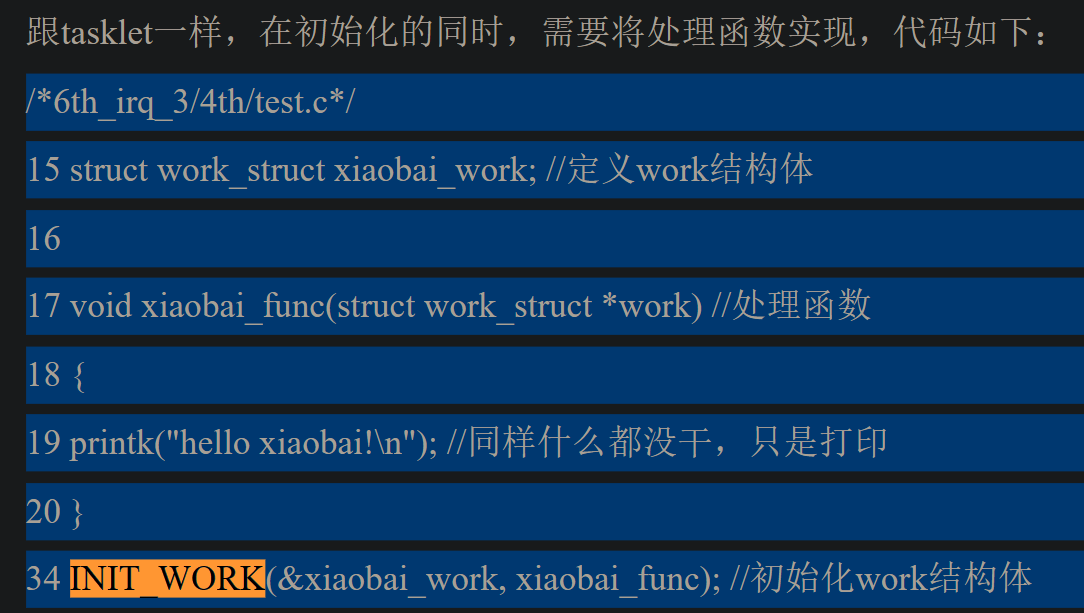 跟tasklet一样，在初始化的同时，需要将处理函数实现，代码如下：
/*6th_irq_3/4th/test.c*/
15 struct work_struct xiaobai_work; //定义work结构体
16
17 void xiaobai_func(struct work_struct *work) //处理函数
18 {
19 printk("hello xiaobai!\n"); //同样什么都没干，只是打印
20 }
34 INIT_WORK(&xiaobai_work, xiaobai_func); //初始化work结构体